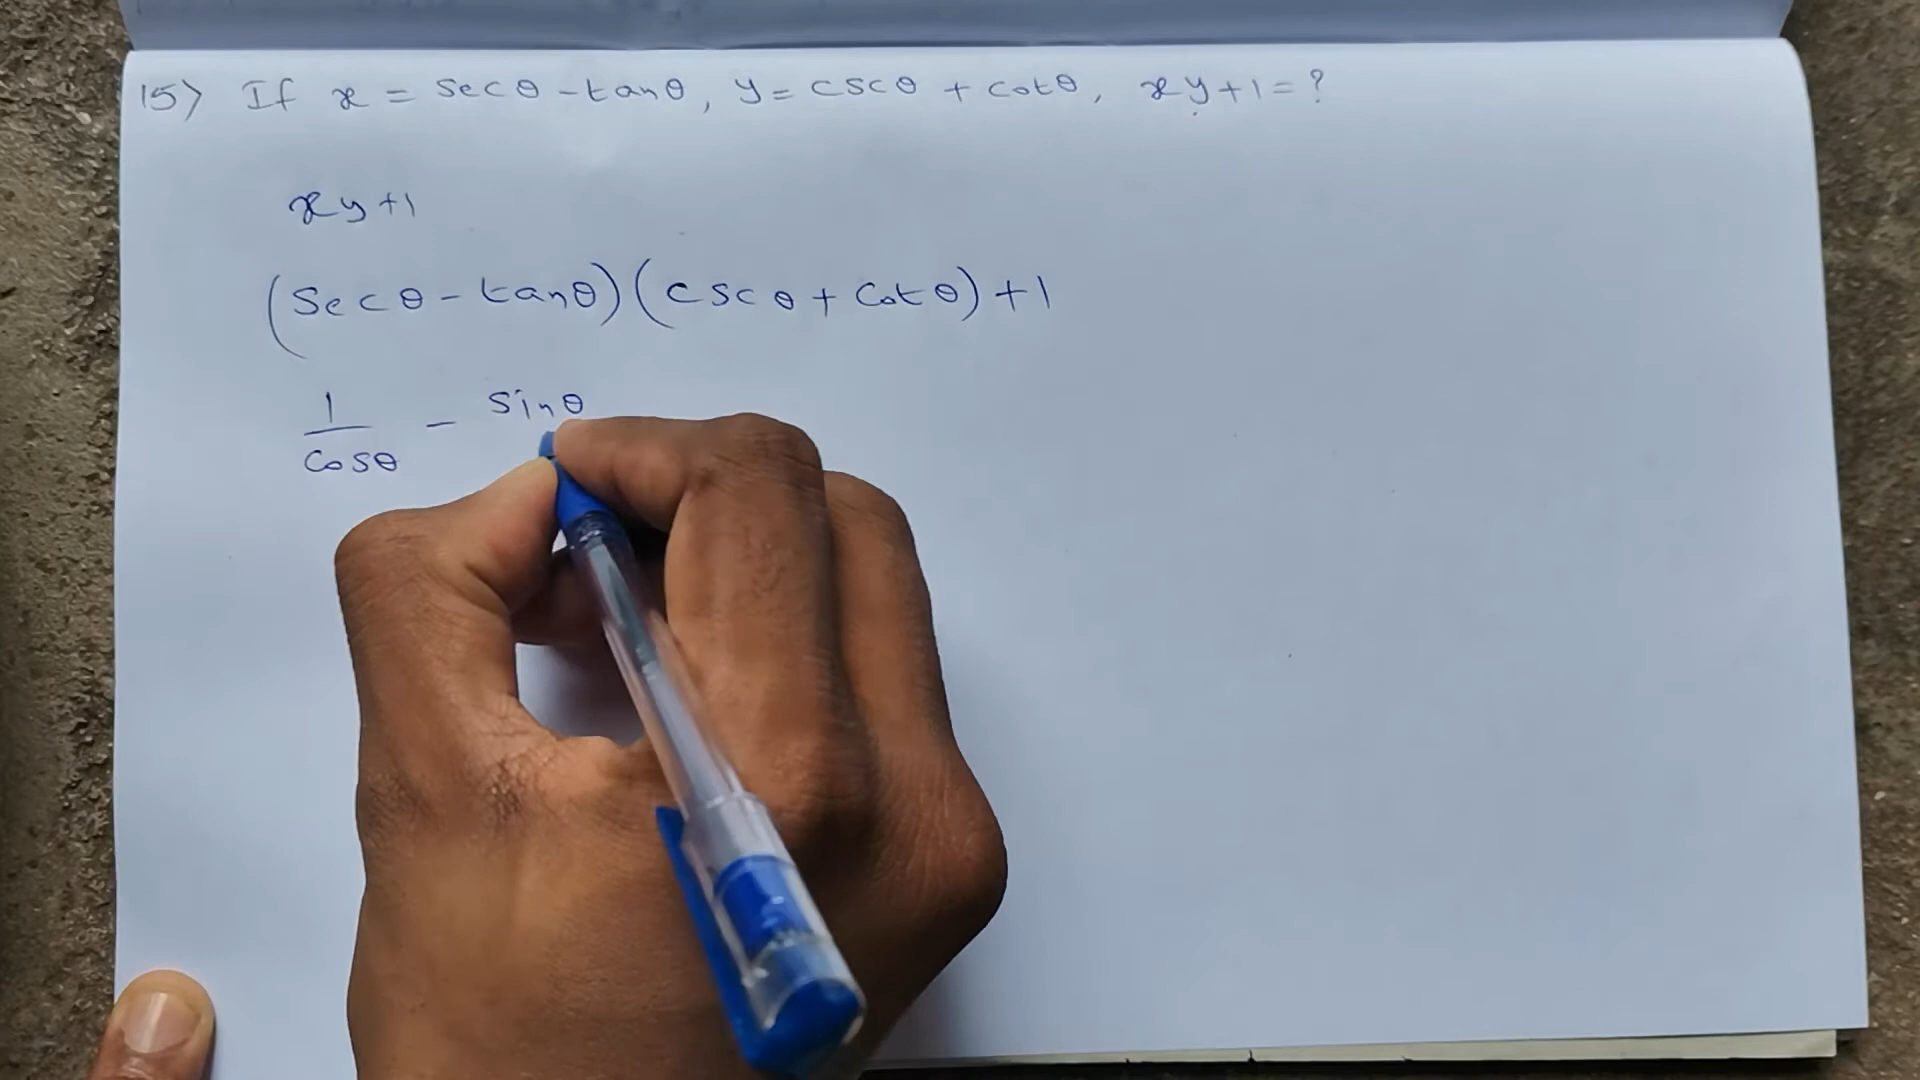 15) If x = secθ - tanθ, y = cscθ + cotθ, xy+1 = ?
xy+1
(secθ - tanθ)(cscθ + cotθ)+1
1 - sinθ
cosθ